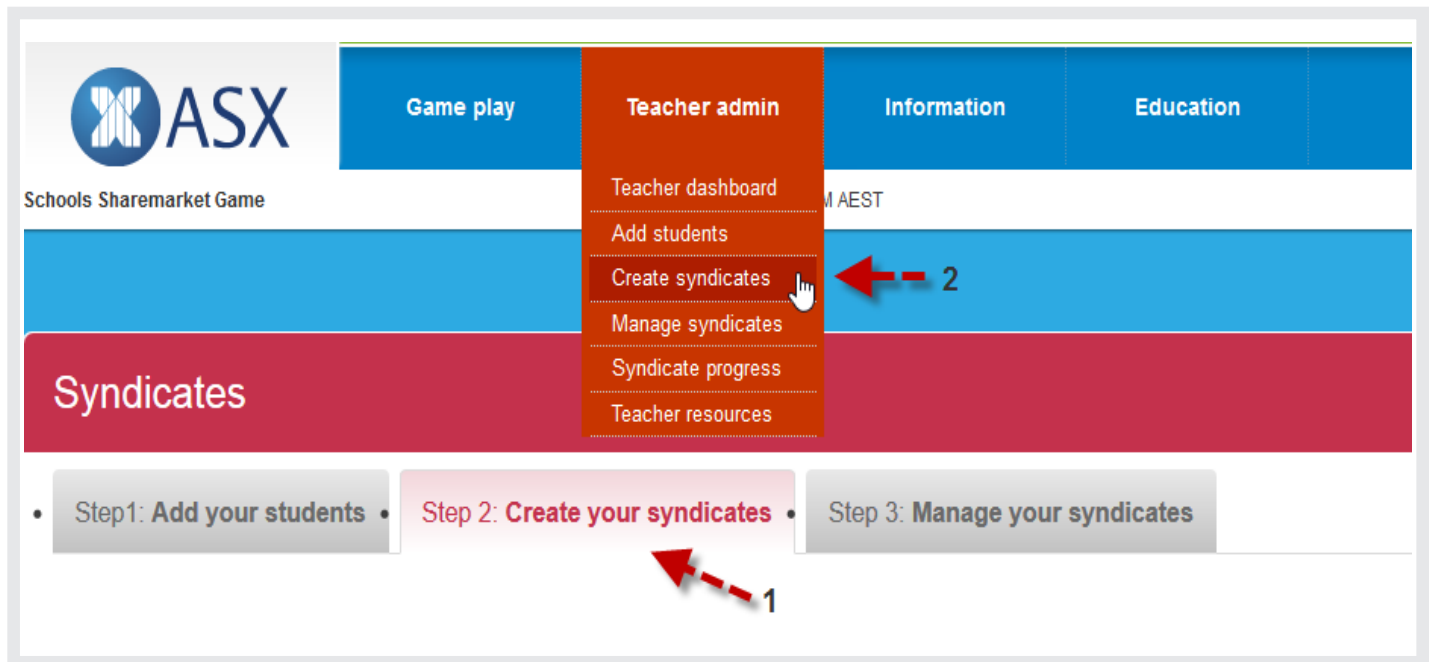 ASX
Game play
Teacher admin
Information
Education
Schools Sharemarket Game
M AEST
Teacher dashboard
Add students
Create syndicates
2
Manage syndicates
Syndicate progress
Teacher resources
Syndicates
Step1: Add your students
Step 2: Create your syndicates
Step 3: Manage your syndicates
1